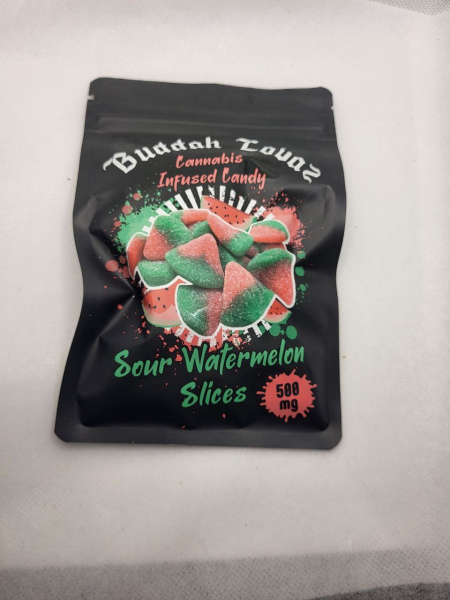 Buddah Lovaz
Cannabis
Infused Candy
Sour Watermelon
Slices
500
mg